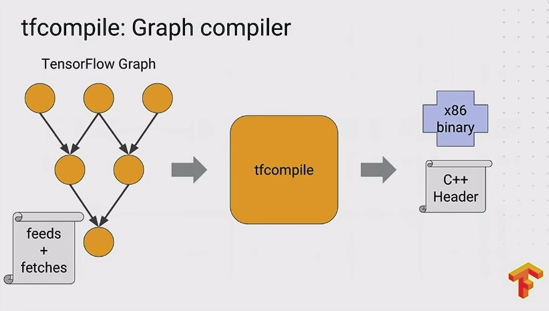 tfcompile: Graph compiler
TensorFlow Graph
feeds
+
fetches
tfcompile
x86
binary
C++
Header